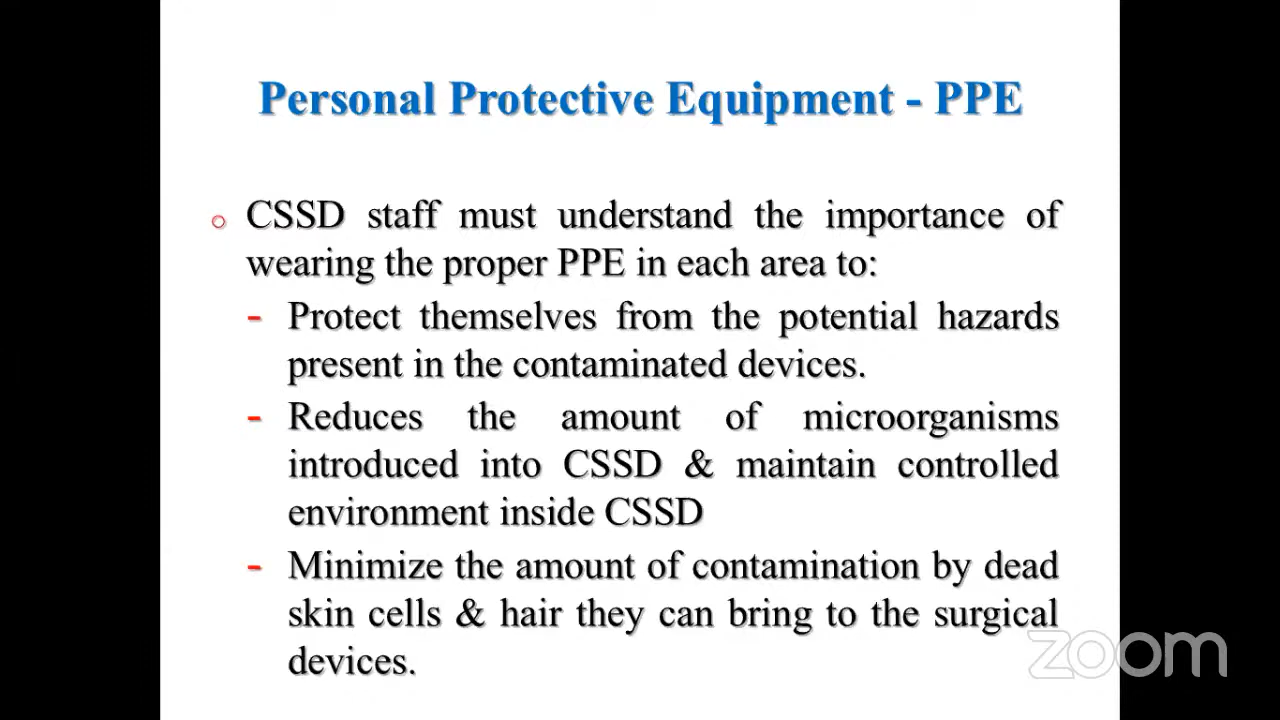 Personal Protective Equipment - PPE
CSSD staff must understand the importance of
wearing the proper PPE in each area to:
- Protect themselves from the potential hazards
present in the contaminated devices.
- Reduces the amount of microorganisms
introduced into CSSD & maintain controlled
environment inside CSSD
- Minimize the amount of contamination by dead
skin cells & hair they can bring to the surgical
devices.
zoom